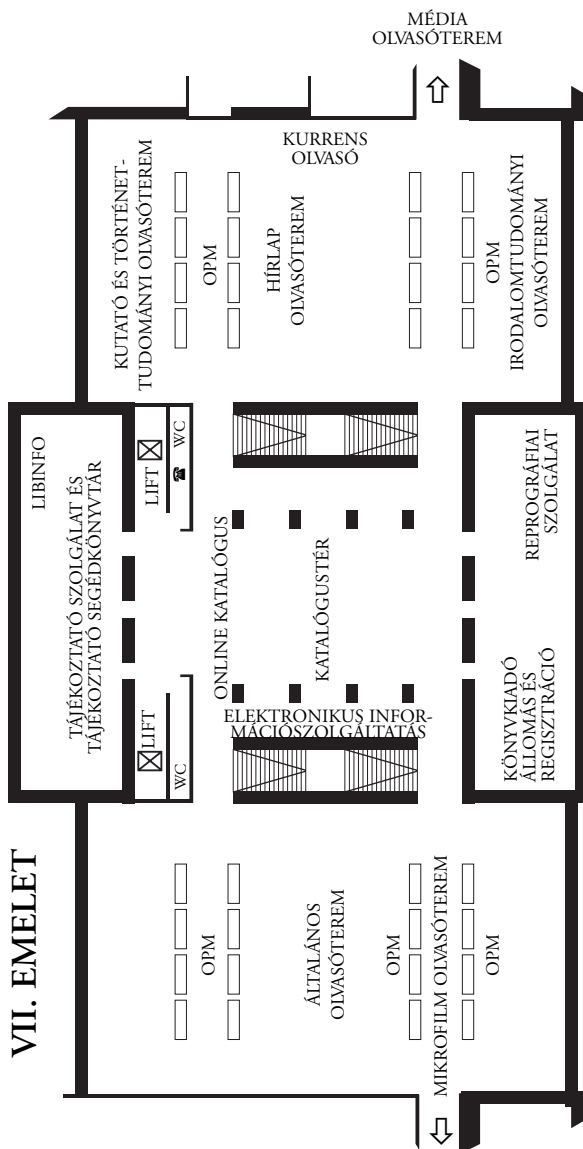 MÉDIA
OLVASÓTEREM
KURRENS
OLVASÓ
KUTATÓ ÉS TÖRTÉNET-
TUDOMÁNYI OLVASÓTEREM
OPM
HÍRLAP
OLVASÓTEREM
OPM
IRODALOMTUDOMÁNYI
OLVASÓTEREM
LIBINFO
TÁJÉKOZTATÓ SZOLGÁLAT ÉS
TÁJÉKOZTATÓ SEGÉDKÖNYVTÁR
LIFT
WC
ONLINE KATALÓGUS
KATALÓGUSTÉR
REPROGRÁFIAI
SZOLGÁLAT
LIFT
WC
ELEKTRONIKUS INFOR-
MÁCIÓSZOLGÁLTATÁS
KÖNYVKIADÓ
ÁLLOMÁS ÉS
REGISZTRÁCIÓ
VII. EMELET
OPM
ÁLTALÁNOS
OLVASÓTEREM
OPM
MIKROFILM OLVASÓTEREM
OPM